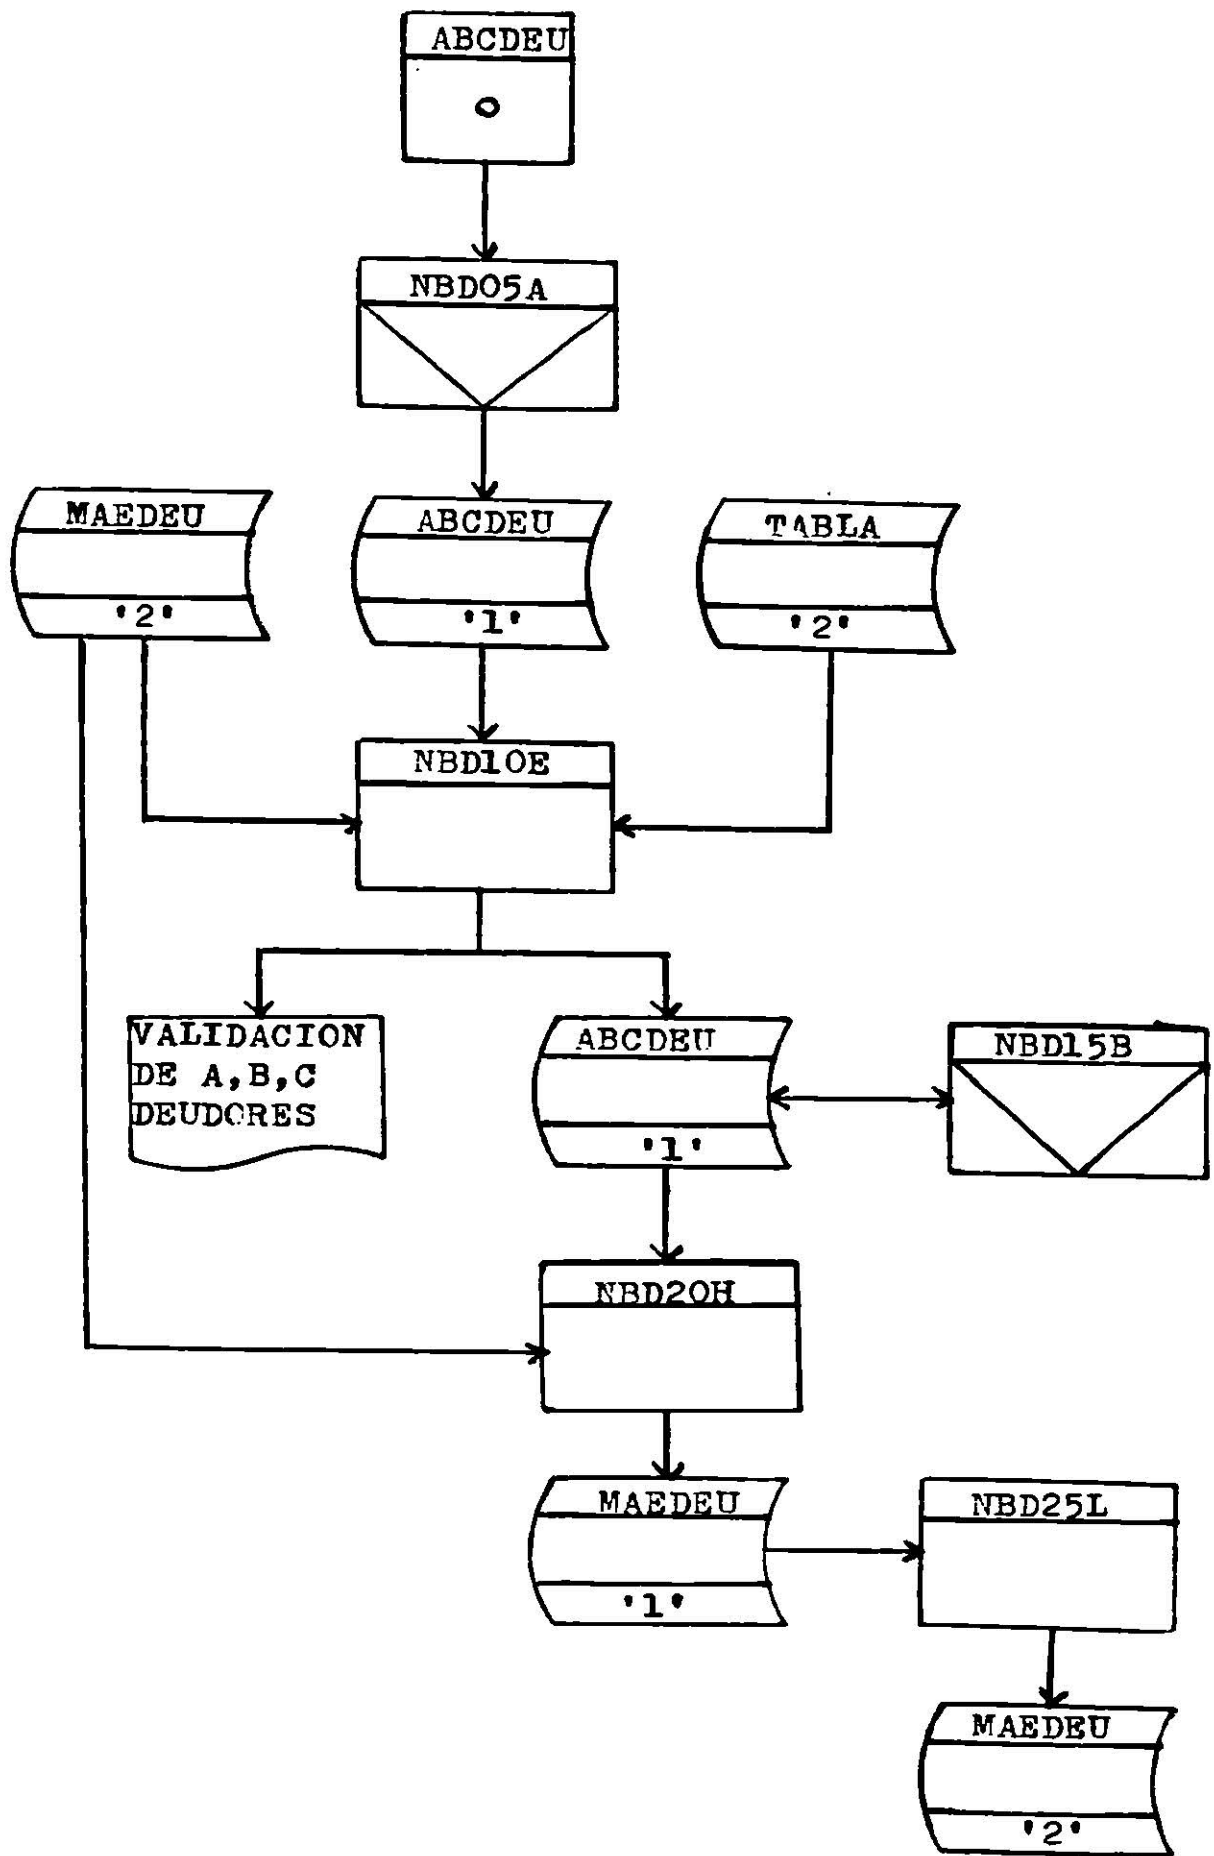 ABCDEU
O
NBD05A
MAEDEU
ABCDEU
TABLA
'2'
'1'
'2'
NBD10E
VALIDACION
DE A,B,C
DEUDORES
ABCDEU
'1'
NBD15B
NBD20H
MAEDEU
'1'
NBD25L
MAEDEU
'2'